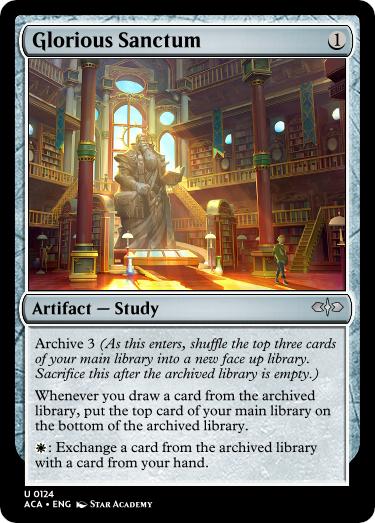 Glorious Sanctum 1
Artifact — Study
Archive 3 (As this enters, shuffle the top three cards
of your main library into a new face up library.
Sacrifice this after the archived library is empty.)
Whenever you draw a card from the archived
library, put the top card of your main library on
the bottom of the archived library.
: Exchange a card from the archived library
with a card from your hand.
U 0124
ACA • ENG Star Academy